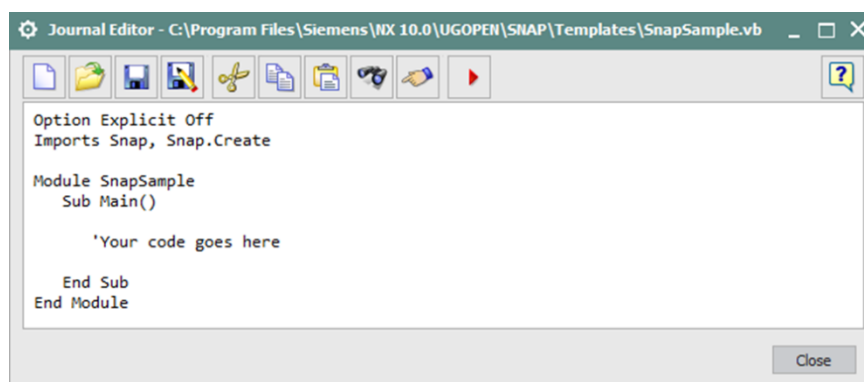 Journal Editor - C:\Program Files\Siemens\NX 10.0\UGOPEN\SNAP\Templates\SnapSample.vb
Option Explicit Off
Imports Snap, Snap.Create
Module SnapSample
Sub Main()
'Your code goes here
End Sub
End Module
Close